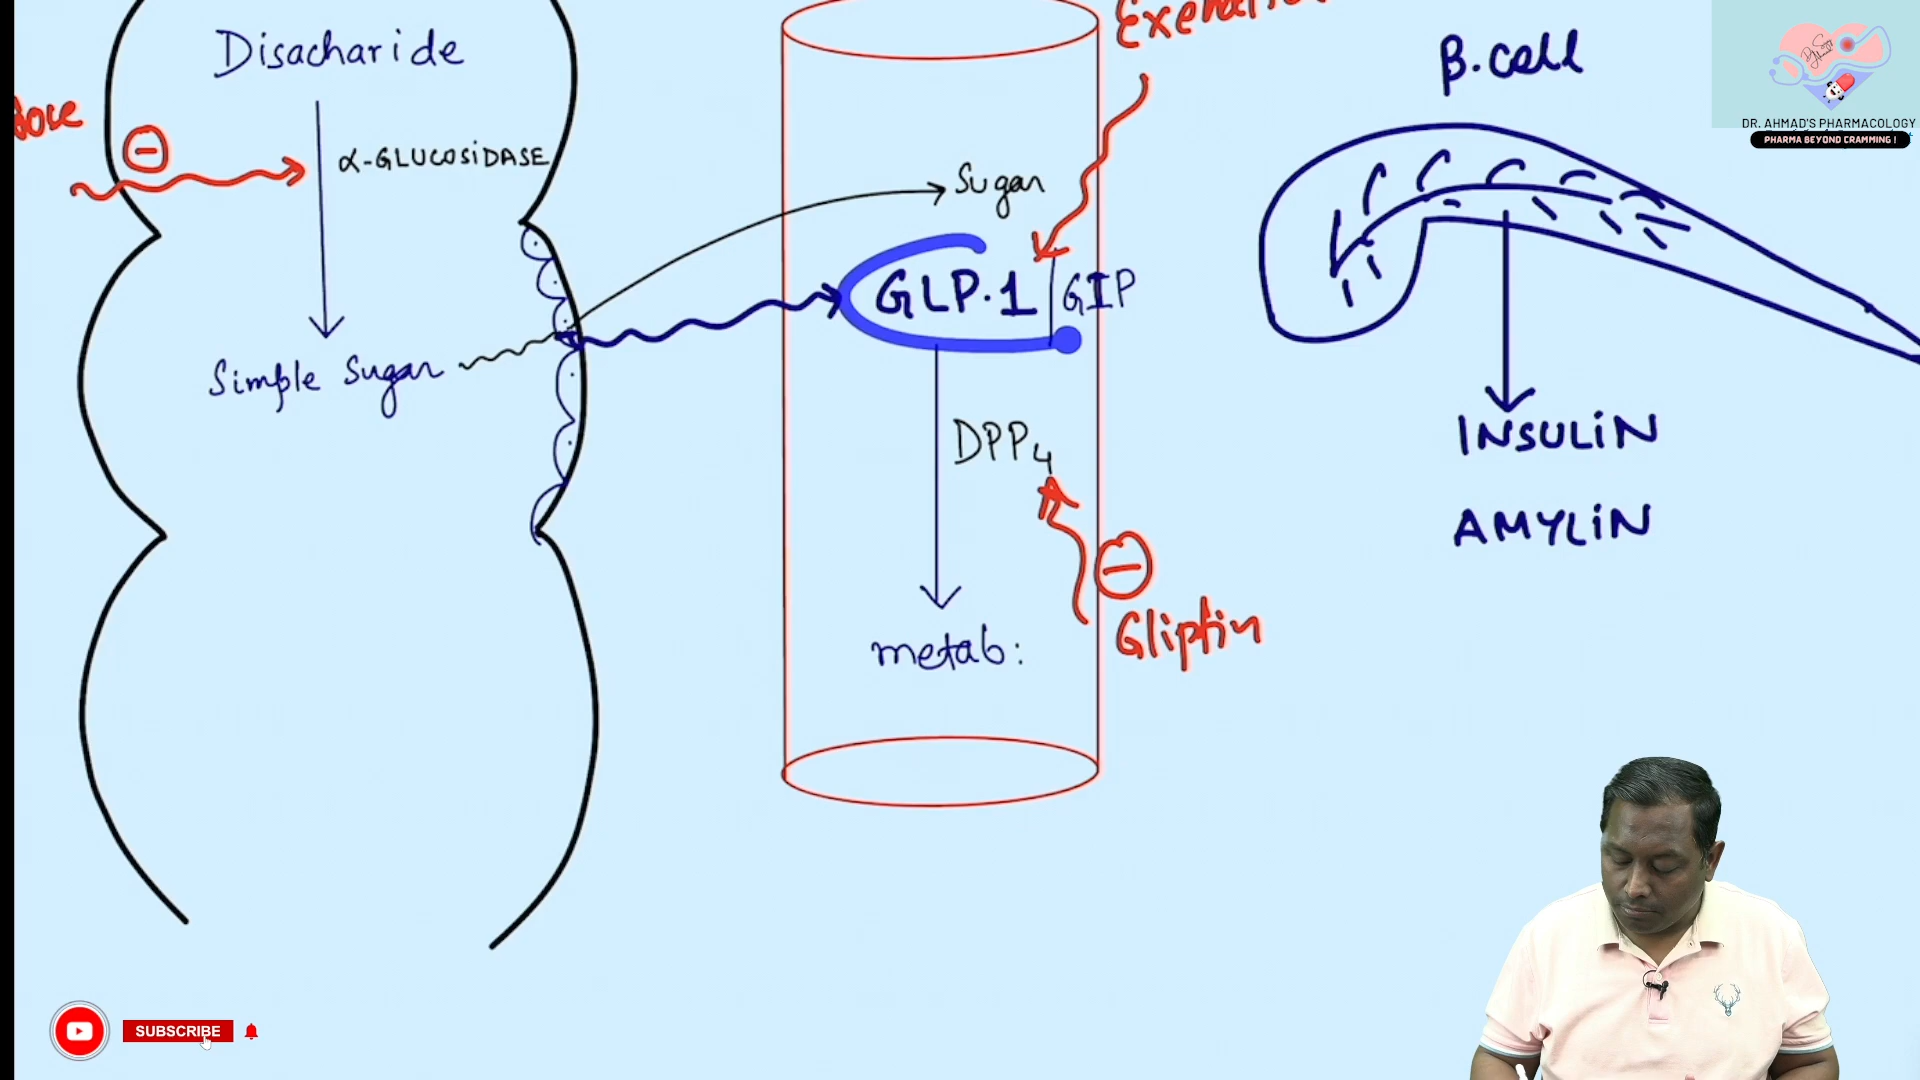 Disacharide
α-GLUCOSiDASE
Simple Sugar
Sugar
GLP.1 GIP
DPP4
metab:
Gliptin
B.cell
INSULiN
AMYLiN
DR. AHMAD'S PHARMACOLOGY
PHARMA BEYOND CRAMMING !
SUBSCRIBE